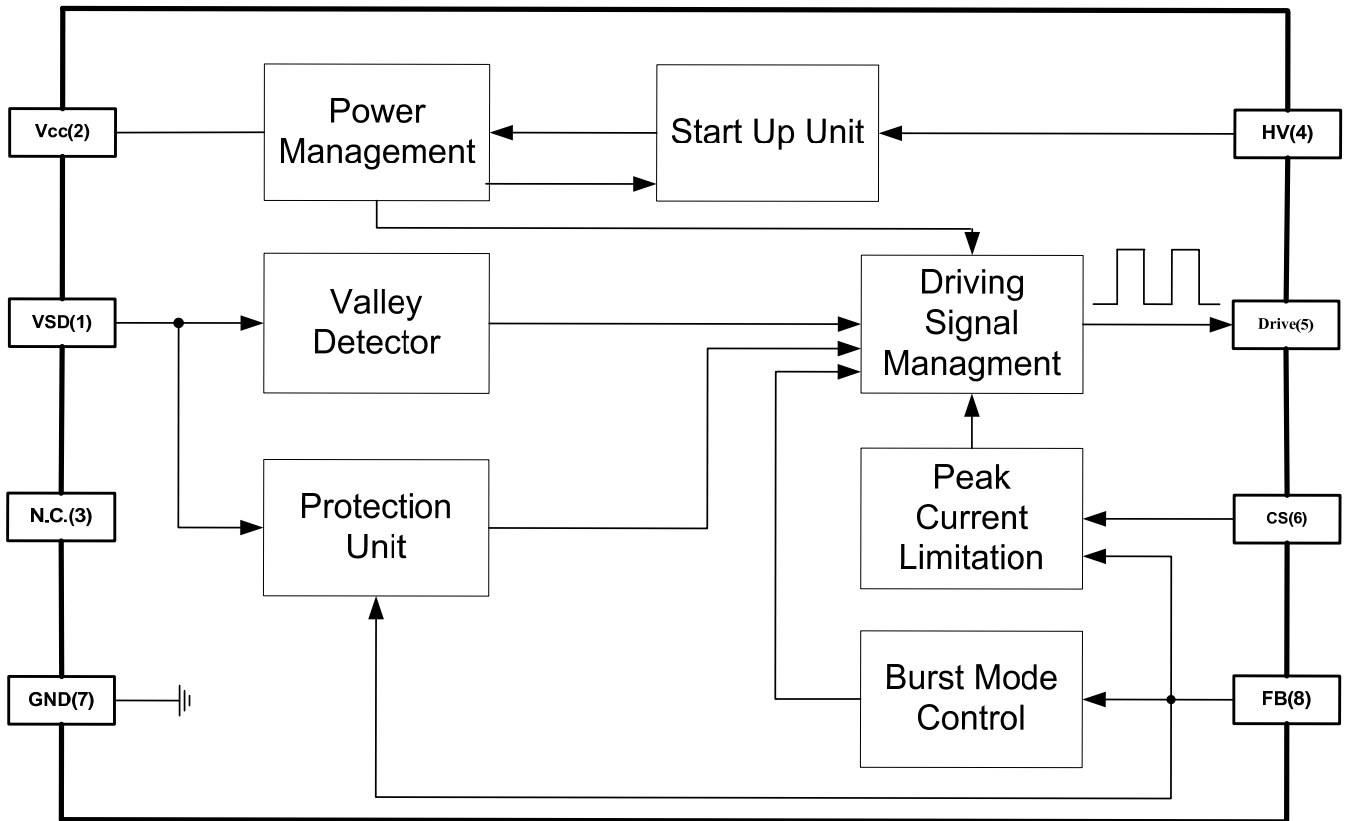 Power
Management
Start Up Unit
Vcc(2)
HV(4)
Valley
Detector
Driving
Signal
Managment
VSD(1)
Drive(5)
Protection
Unit
Peak
Current
Limitation
N.C.(3)
CS(6)
Burst Mode
Control
GND(7)
FB(8)